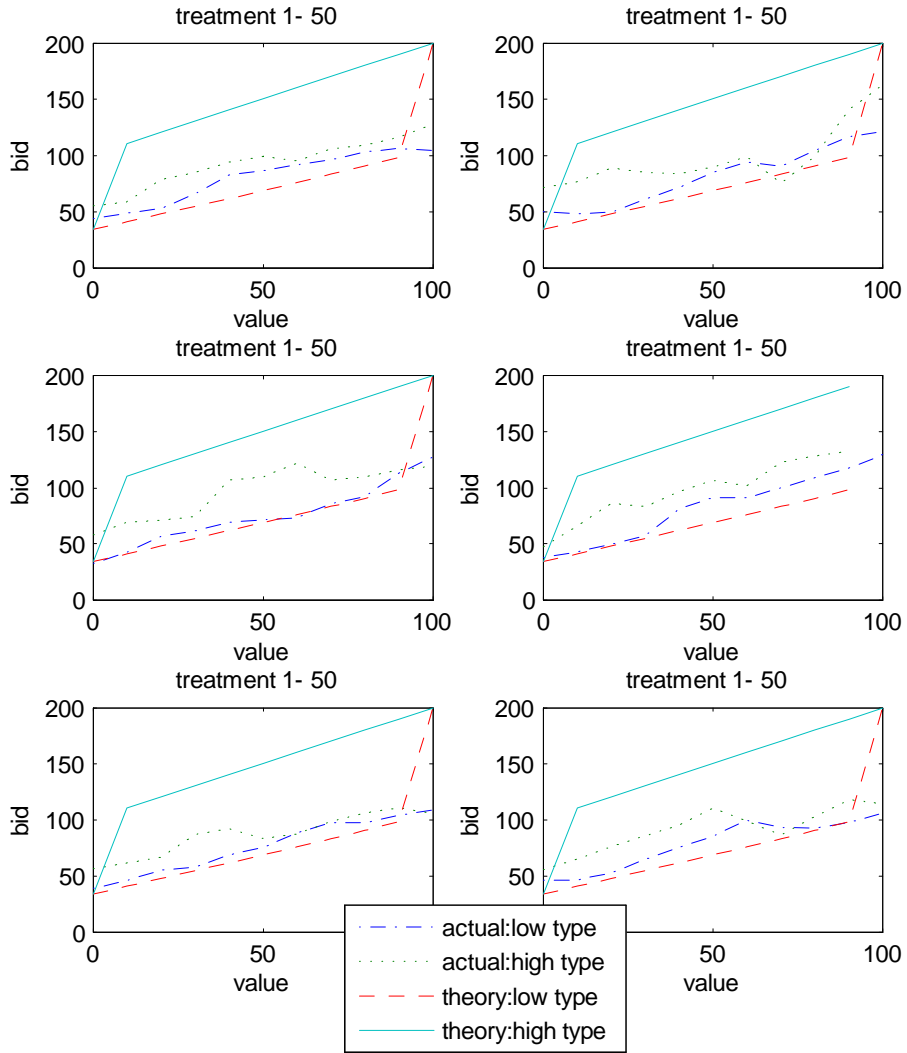 treatment 1- 50
treatment 1- 50
200
150
100
50
0
bid
0
50
100
value
200
150
100
50
0
bid
0
50
100
value
treatment 1- 50
treatment 1- 50
200
150
100
50
0
bid
0
50
100
value
200
150
100
50
0
bid
0
50
100
value
treatment 1- 50
treatment 1- 50
200
150
100
50
0
bid
0
50
100
value
200
150
100
50
0
bid
0
50
100
value
actual:low type
actual:high type
theory:low type
theory:high type